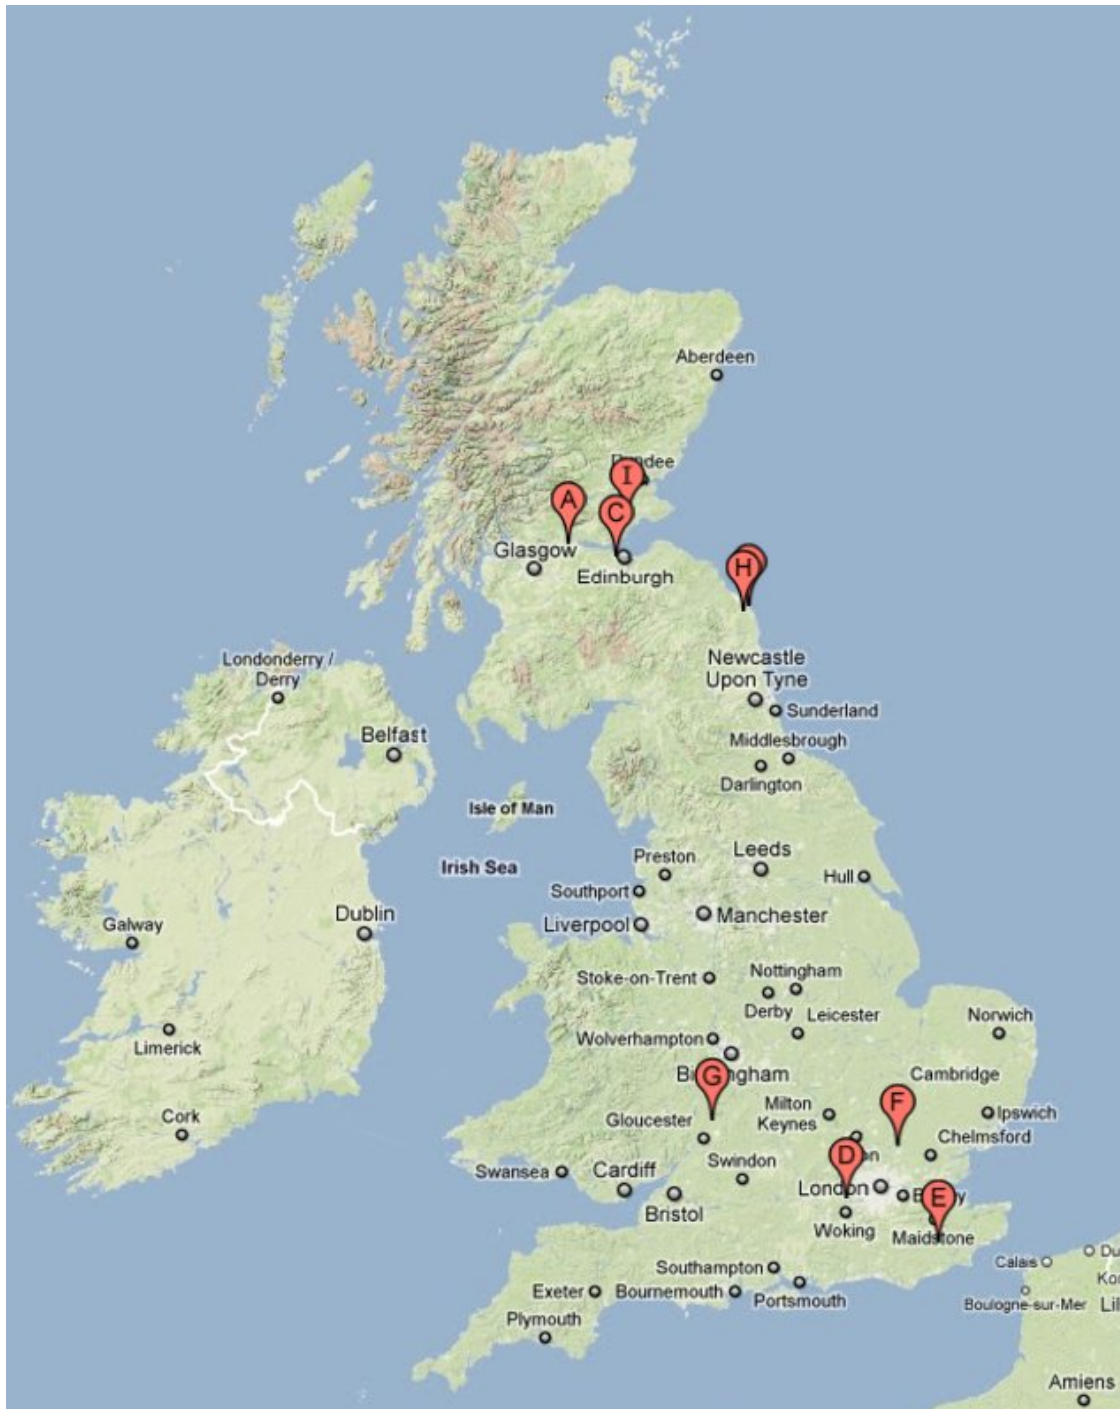 Aberdeen
I
A
C
Glasgow
Edinburgh
H
Londonderry /
Derry
Newcastle
Upon Tyne
Sunderland
Belfast
Middlesbrough
Darlington
Isle of Man
Irish Sea
Preston
Leeds
Hull
Southport
Galway
Dublin
Liverpool
Manchester
Stoke-on-Trent
Nottingham
Derby
Leicester
Norwich
Limerick
Wolverhampton
G
Cambridge
F
Cork
Gloucester
Milton
Keynes
Ipswich
Chelmsford
D
Swansea
Cardiff
Swindon
London
E
Bristol
Woking
Maidstone
Southampton
Calais
Exeter
Bournemouth
Portsmouth
Boulogne-sur-Mer
Plymouth
Amiens